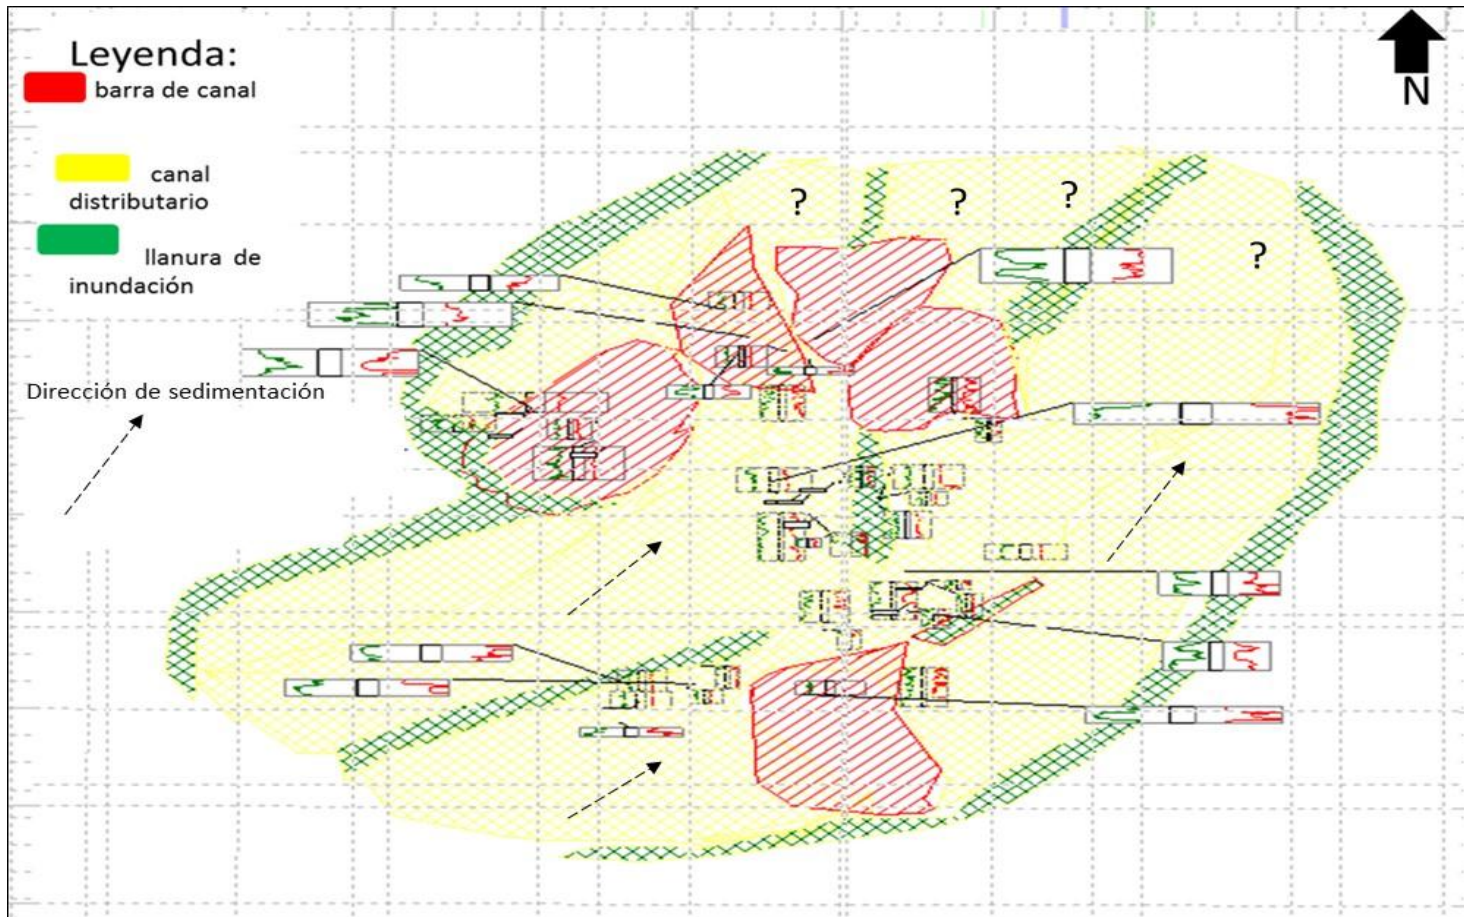 Leyenda:
barra de canal
canal
distributario
llanura de
inundación
N
?
?
?
?
Dirección de sedimentación